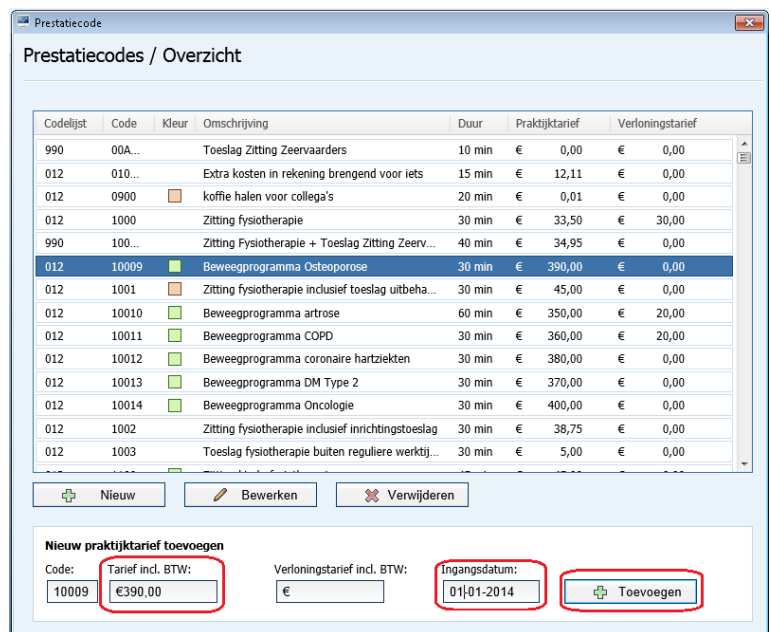 Prestatiecode
Prestatiecodes / Overzicht
Codelijst Code Kleur Omschrijving Duur Praktijktarief Verloningstarief
990 00A... Toeslag Zitting Zeervaarders 10 min € 0,00 € 0,00
012 010... Extra kosten in rekening brengend voor iets 15 min € 12,11 € 0,00
012 0900 koffie halen voor collega's 20 min € 0,01 € 0,00
012 1000 Zitting fysiotherapie 30 min € 33,50 € 30,00
990 100... Zitting Fysiotherapie + Toeslag Zitting Zeerv... 40 min € 34,95 € 0,00
012 10009 Beweegprogramma Osteoporose 30 min € 390,00 € 0,00
012 1001 Zitting fysiotherapie inclusief toeslag uitbeha... 30 min € 45,00 € 0,00
012 10010 Beweegprogramma artrose 60 min € 350,00 € 20,00
012 10011 Beweegprogramma COPD 30 min € 360,00 € 20,00
012 10012 Beweegprogramma coronaire hartziekten 30 min € 380,00 € 0,00
012 10013 Beweegprogramma DM Type 2 30 min € 370,00 € 0,00
012 10014 Beweegprogramma Oncologie 30 min € 400,00 € 0,00
012 1002 Zitting fysiotherapie inclusief inrichtingstoeslag 30 min € 38,75 € 0,00
012 1003 Toeslag fysiotherapie buiten reguliere werktij... 30 min € 5,00 € 0,00
Nieuw Bewerken Verwijderen
Nieuw praktijktarief toevoegen
Code: Tarief incl. BTW: Verloningstarief incl. BTW: Ingangsdatum:
10009 €390,00 € 01-01-2014 Toevoegen